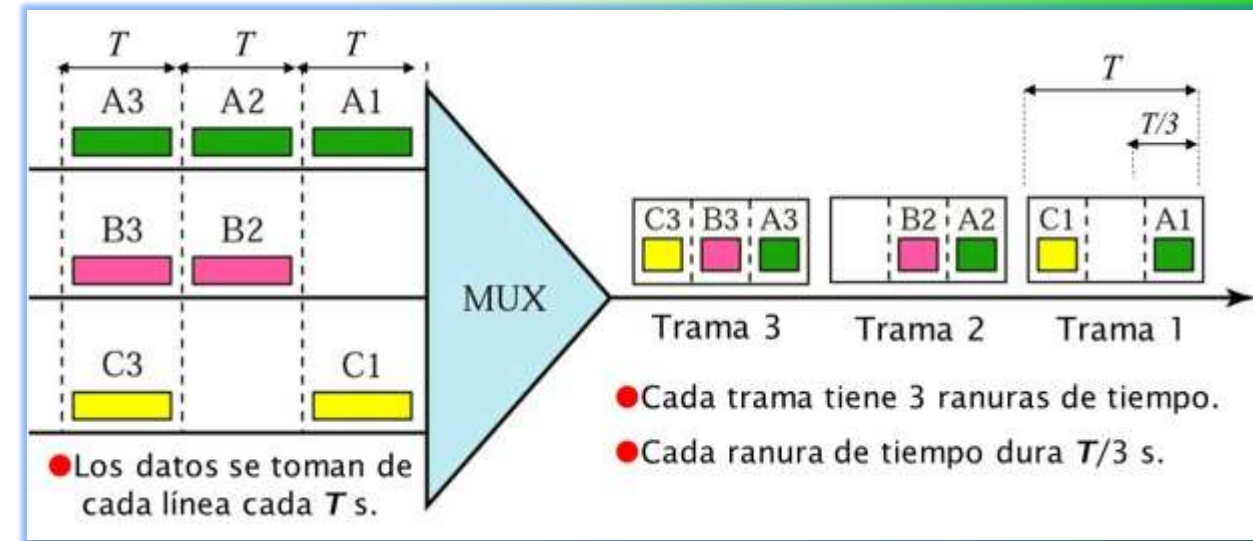 T T T
A3 A2 A1
B3 B2
C3 C1
MUX
T
T/3
C3 B3 A3 B2 A2 C1 A1
Trama 3 Trama 2 Trama 1
●Los datos se toman de
cada línea cada T s.
●Cada trama tiene 3 ranuras de tiempo.
●Cada ranura de tiempo dura T/3 s.